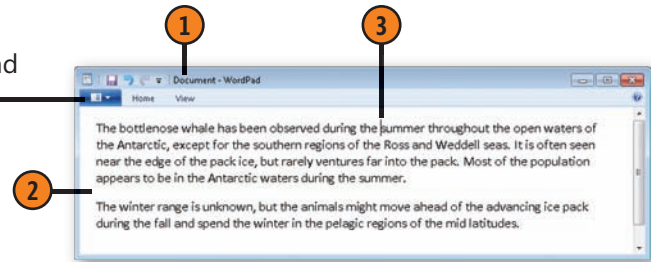 1
3
nd
Document - WordPad
Home View
The bottlenose whale has been observed during the summer throughout the open waters of
the Antarctic, except for the southern regions of the Ross and Weddell seas. It is often seen
near the edge of the pack ice, but rarely ventures far into the pack. Most of the population
appears to be in the Antarctic waters during the summer.
2
The winter range is unknown, but the animals might move ahead of the advancing ice pack
during the fall and spend the winter in the pelagic regions of the mid latitudes.